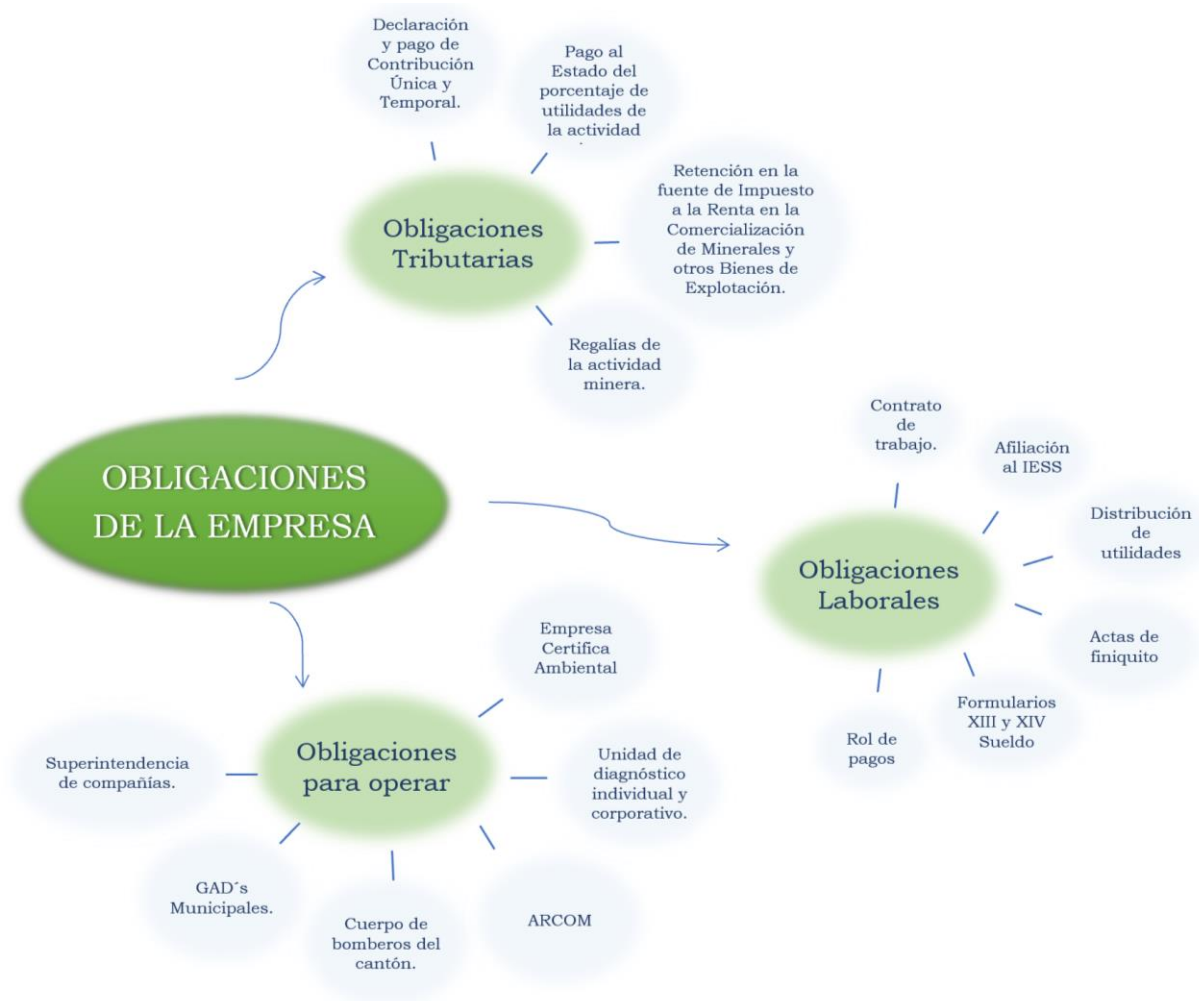 Declaración
y pago de
Contribución
Única y
Temporal.
Pago al
Estado del
porcentaje de
utilidades de
la actividad
Retención en la
fuente de Impuesto
a la Renta en la
Comercialización
de Minerales y
otros Bienes de
Explotación.
Obligaciones
Tributarias
Regalías de
la actividad
minera.
OBLIGACIONES
DE LA EMPRESA
Contrato
de
trabajo.
Afiliación
al IESS
Distribución
de
utilidades
Obligaciones
Laborales
Actas de
finiquito
Formularios
XIII y XIV
Sueldo
Rol de
pagos
Empresa
Certifica
Ambiental
Obligaciones
para operar
Superintendencia
de compañías.
Unidad de
diagnóstico
individual y
corporativo.
GAD´s
Municipales.
Cuerpo de
bomberos del
cantón.
ARCOM